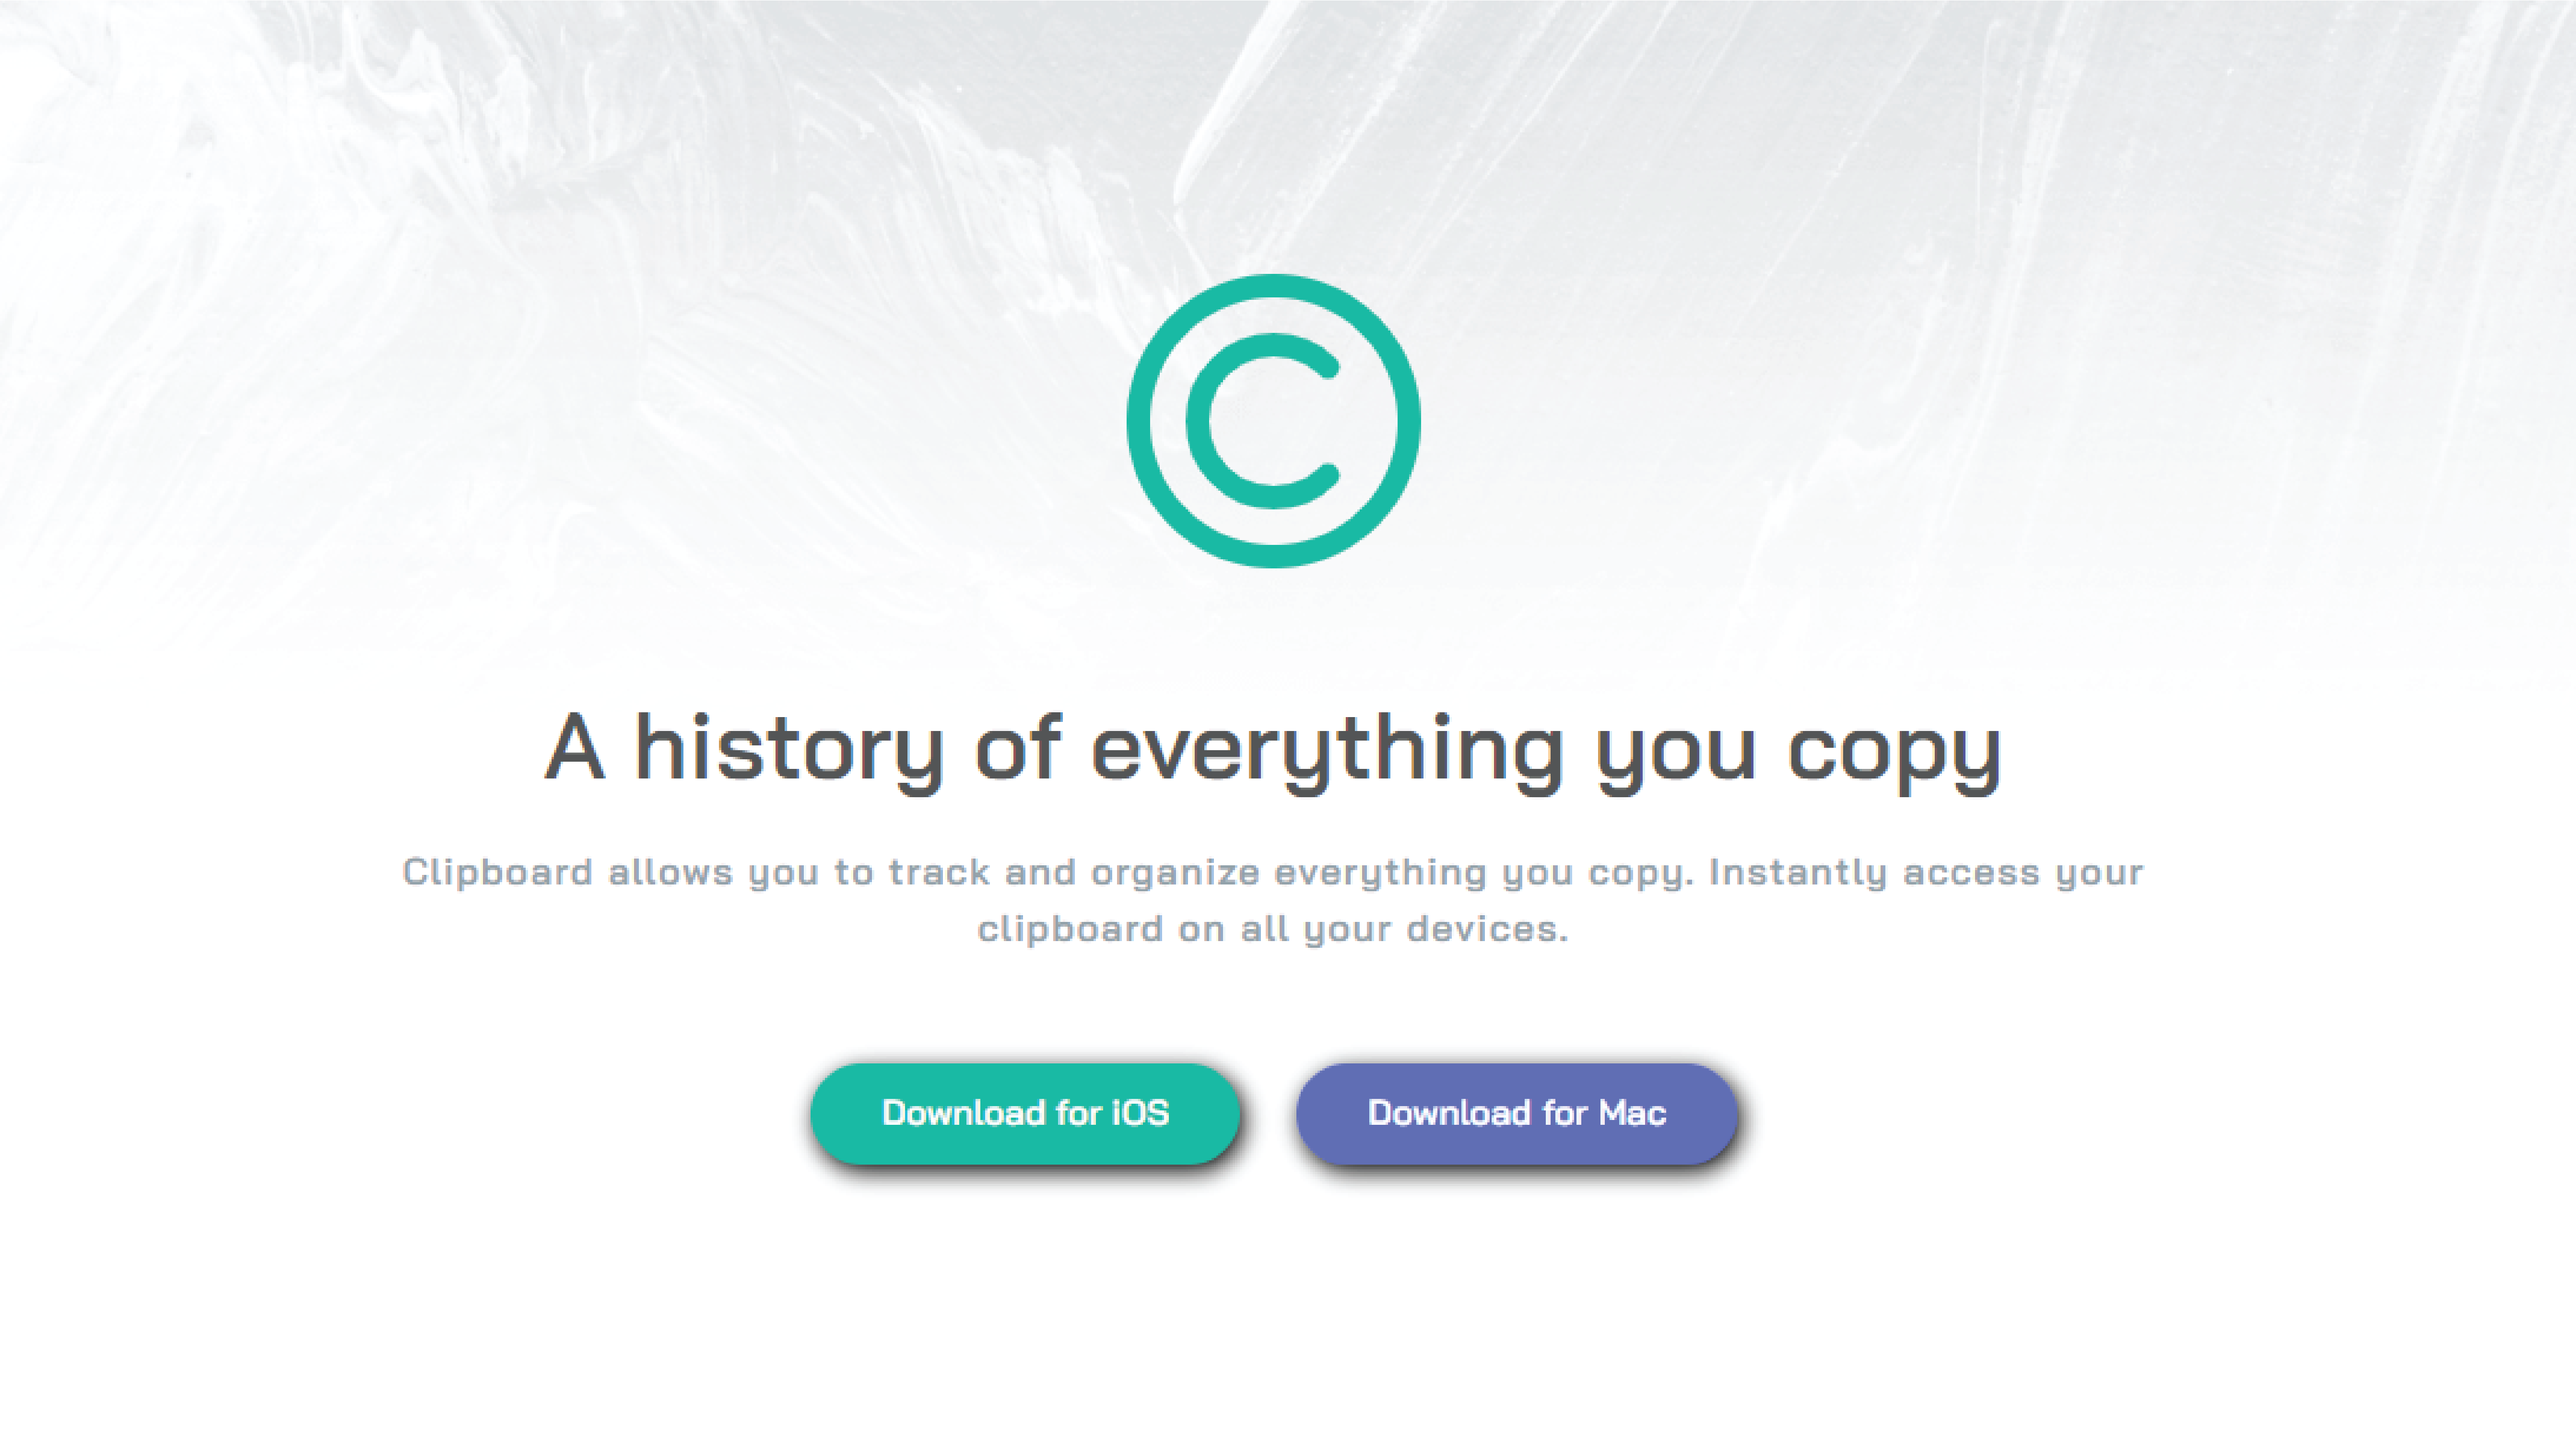 ©
A history of everything you copy
Clipboard allows you to track and organize everything you copy. Instantly access your
clipboard on all your devices.
Download for iOS
Download for Mac